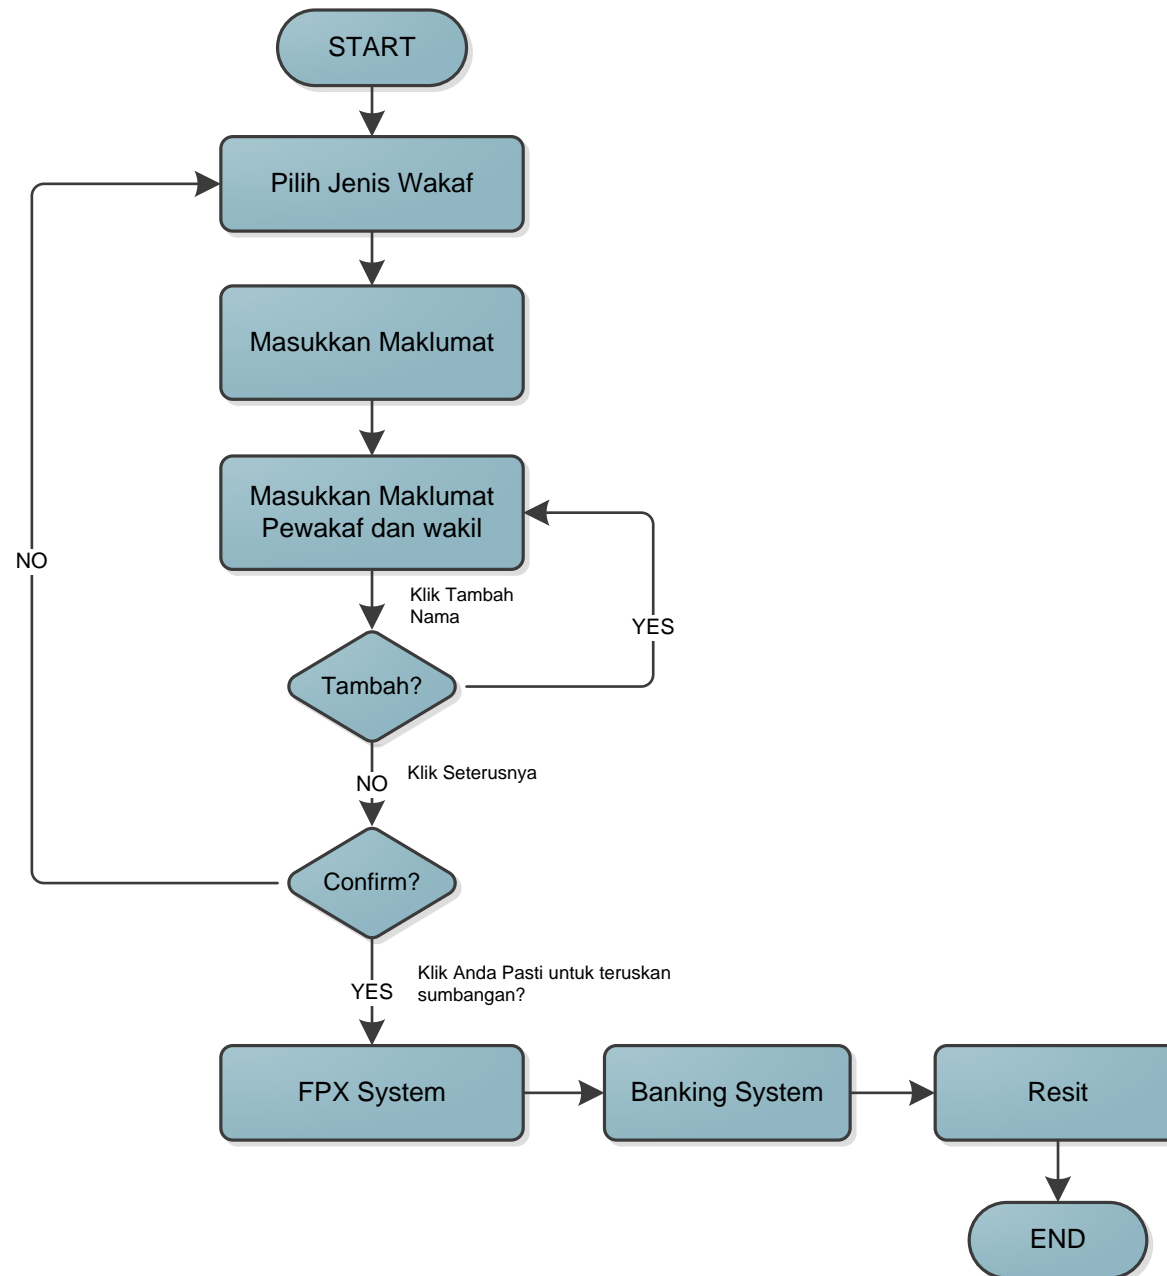 START
Pilih Jenis Wakaf
Masukkan Maklumat
Masukkan Maklumat
Pewakaf dan wakil
NO
Klik Tambah
Nama
YES
Tambah?
NO
Klik Seterusnya
Confirm?
Klik Anda Pasti untuk teruskan
sumbangan?
YES
FPX System
Banking System
Resit
END